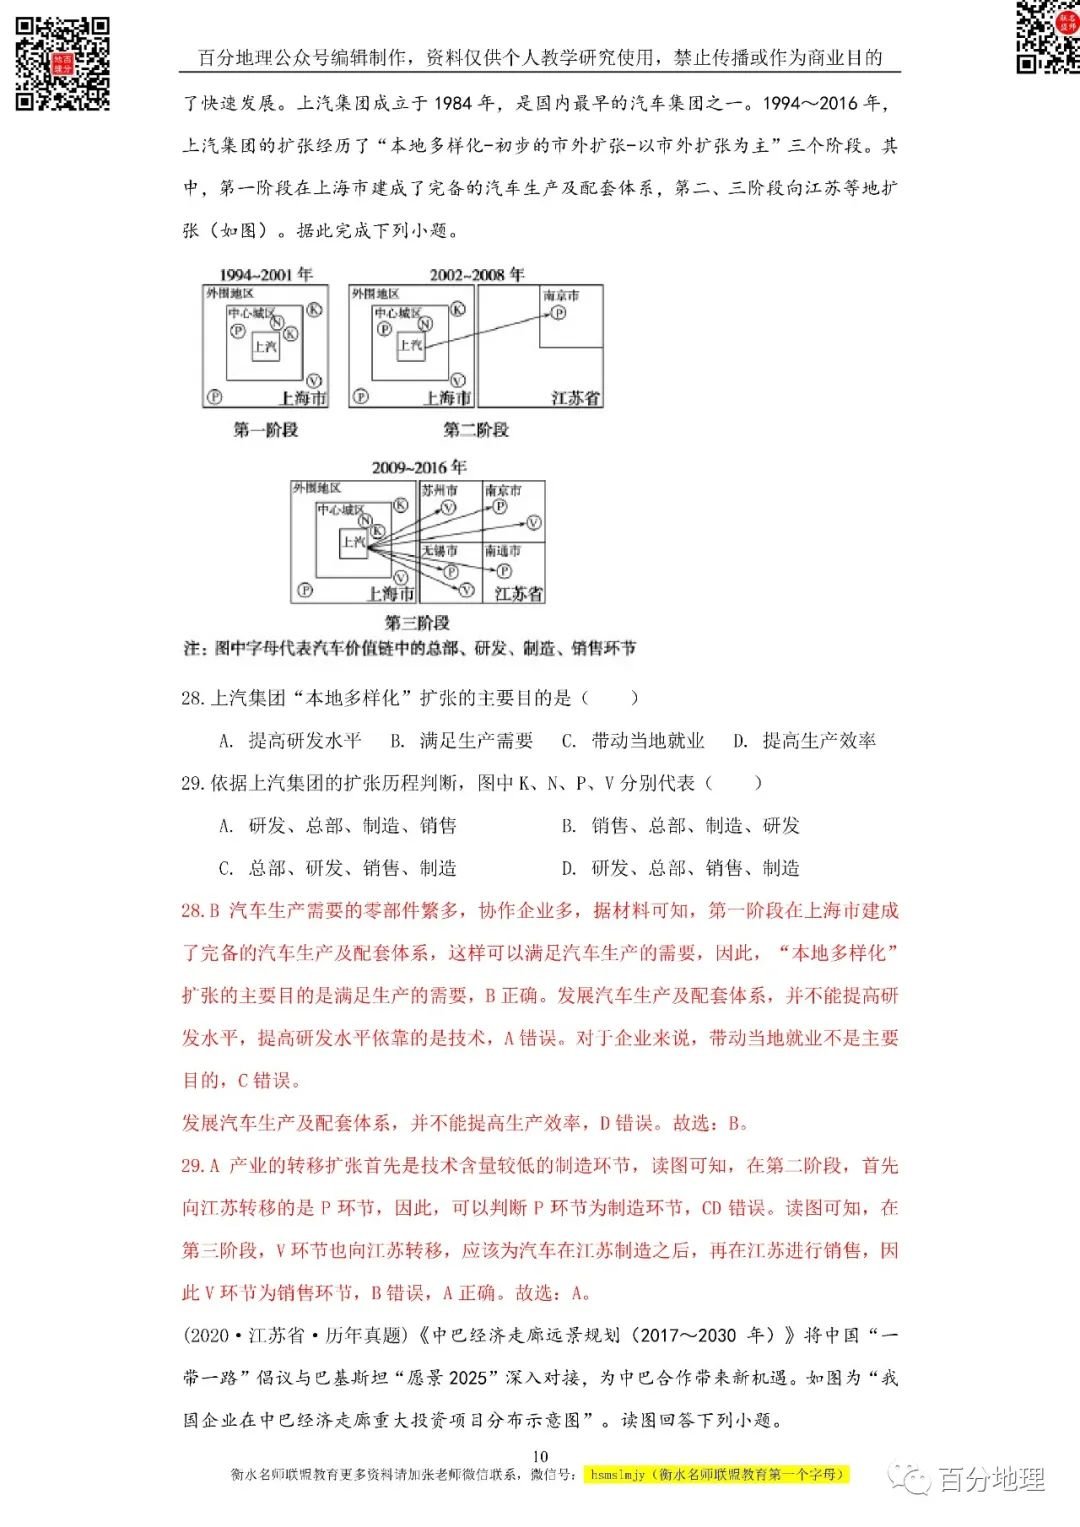 百分地理公众号编辑制作，资料仅供个人教学研究使用，禁止传播或作为商业目的
了快速发展。上汽集团成立于 1984 年，是国内最早的汽车集团之一。1994～2016 年，
上汽集团的扩张经历了“本地多样化-初步的市外扩张-以市外扩张为主”三个阶段。其
中，第一阶段在上海市建成了完备的汽车生产及配套体系，第二、三阶段向江苏等地扩
张（如图）。据此完成下列小题。
1994~2001 年
外围地区
中心城区
K
N
P
K
上汽
V
P
上海市
第一阶段
2002~2008 年
外围地区
中心城区
K
N
P
上汽
V
P
上海市
南京市
P
江苏省
第二阶段
2009~2016 年
外围地区
中心城区
K
N
K
上汽
V
P
上海市
苏州市
V
南京市
P
V
无锡市
P
V
南通市
P
江苏省
第三阶段
注：图中字母代表汽车价值链中的总部、研发、制造、销售环节
28. 上汽集团“本地多样化”扩张的主要目的是（　　）
A. 提高研发水平 B. 满足生产需要 C. 带动当地就业 D. 提高生产效率
29. 依据上汽集团的扩张历程判断，图中 K、N、P、V 分别代表（　　）
A. 研发、总部、制造、销售 B. 销售、总部、制造、研发
C. 总部、研发、销售、制造 D. 研发、总部、销售、制造
28. B 汽车生产需要的零部件繁多，协作企业多，据材料可知，第一阶段在上海市建成
了完备的汽车生产及配套体系，这样可以满足汽车生产的需要，因此，“本地多样化”
扩张的主要目的是满足生产的需要，B 正确。发展汽车生产及配套体系，并不能提高研
发水平，提高研发水平依靠的是技术，A 错误。对于企业来说，带动当地就业不是主要
目的，C 错误。
发展汽车生产及配套体系，并不能提高生产效率，D 错误。故选：B。
29. A 产业的转移扩张首先是技术含量较低的制造环节，读图可知，在第二阶段，首先
向江苏转移的是 P 环节，因此，可以判断 P 环节为制造环节，CD 错误。读图可知，在
第三阶段，V 环节也向江苏转移，应该为汽车在江苏制造之后，再在江苏进行销售，因
此 V 环节为销售环节，B 错误，A 正确。故选：A。
(2020·江苏省·历年真题)《中巴经济走廊远景规划（2017～2030 年）》将中国“一
带一路”倡议与巴基斯坦“愿景 2025”深入对接，为中巴合作带来新机遇。如图为“我
国企业在中巴经济走廊重大投资项目分布示意图”。读图回答下列小题。
10
衡水名师联盟教育更多资料请加张老师微信联系，微信号： hsmslmjy（衡水名师联盟教育第一个字母）
百分地理